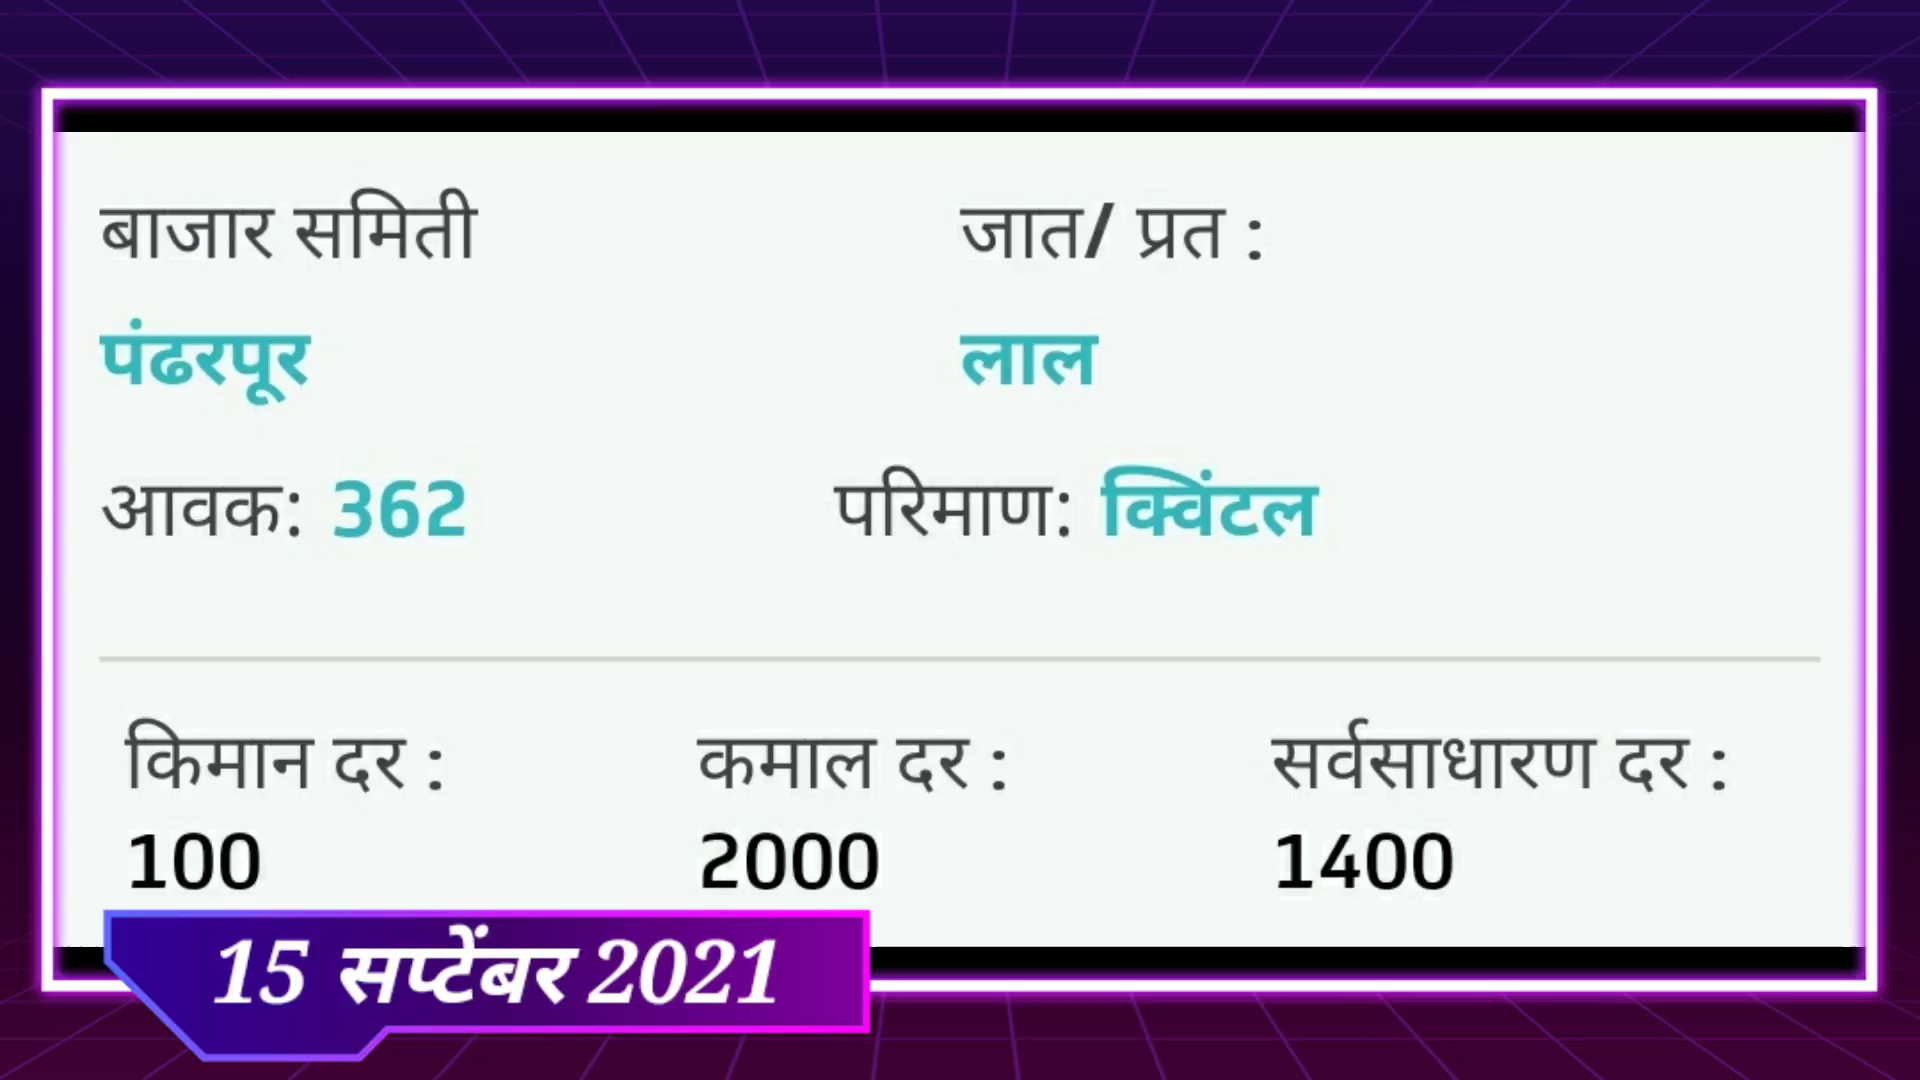 बाजार समिती जात/ प्रत :
पंढरपूर लाल
आवक: 362 परिमाण: क्विंटल
किमान दर : कमाल दर : सर्वसाधारण दर :
100 2000 1400
15 सप्टेंबर 2021